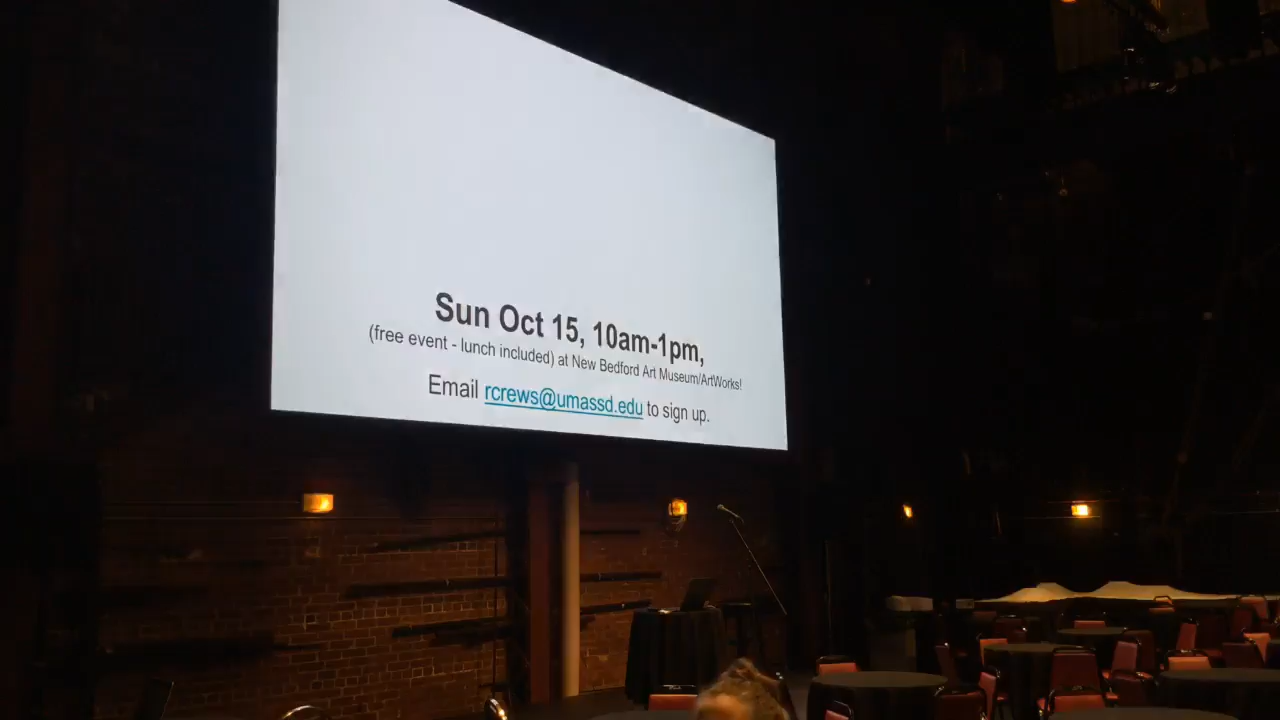 Sun Oct 15, 10am-1pm,
(free event - lunch included) at New Bedford Art Museum/ArtWorks!
Email rcrews@umassd.edu to sign up.